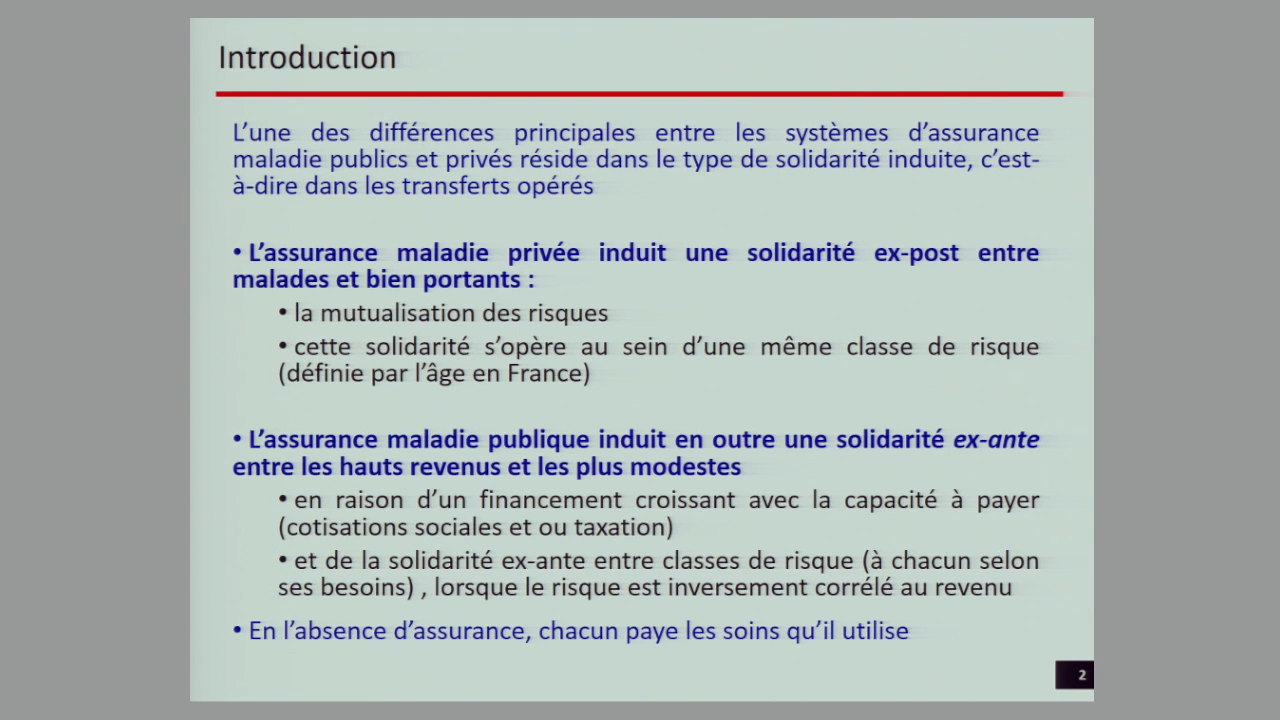 Introduction
L’une des différences principales entre les systèmes d’assurance
maladie publics et privés réside dans le type de solidarité induite, c’est-
à-dire dans les transferts opérés
• L’assurance maladie privée induit une solidarité ex-post entre
malades et bien portants :
• la mutualisation des risques
• cette solidarité s’opère au sein d’une même classe de risque
(définie par l’âge en France)
• L’assurance maladie publique induit en outre une solidarité ex-ante
entre les hauts revenus et les plus modestes
• en raison d’un financement croissant avec la capacité à payer
(cotisations sociales et ou taxation)
• et de la solidarité ex-ante entre classes de risque (à chacun selon
ses besoins) , lorsque le risque est inversement corrélé au revenu
• En l’absence d’assurance, chacun paye les soins qu’il utilise
2